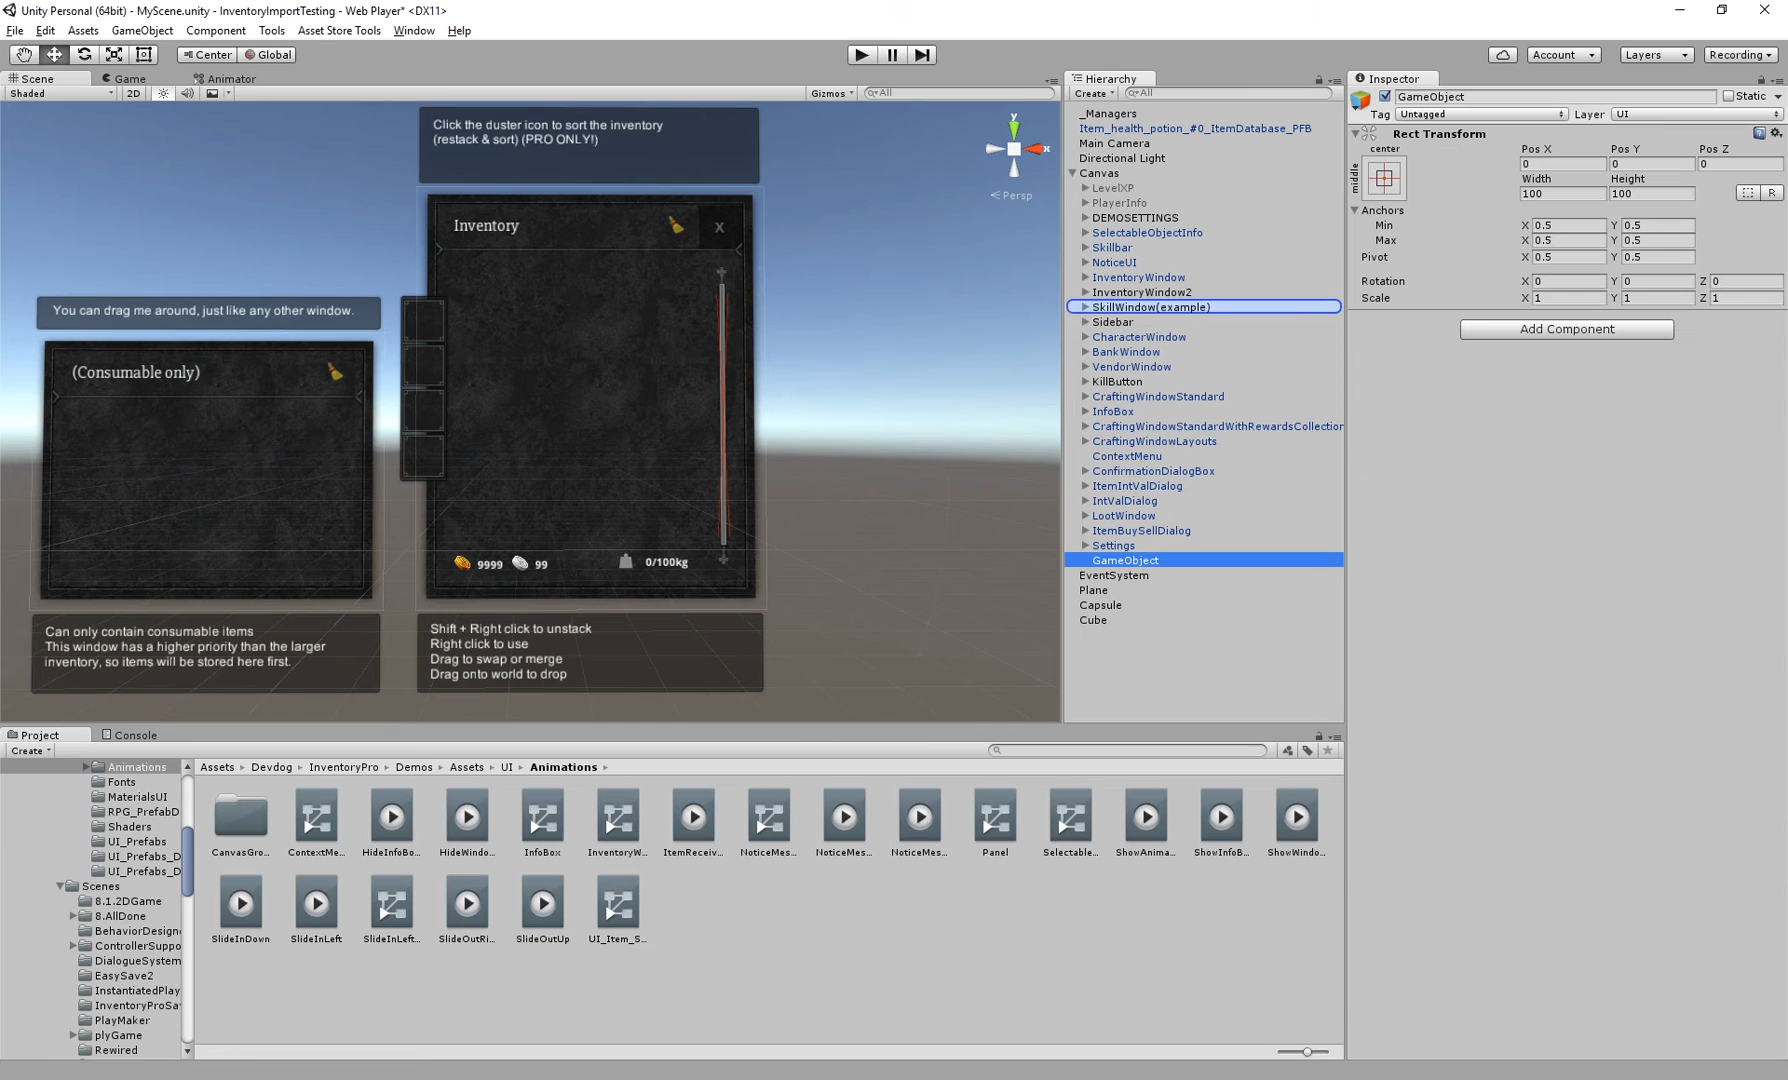 Unity Personal (64bit) - MyScene.unity - InventoryImportTesting - Web Player* <DX11>
File Edit Assets GameObject Component Tools Asset Store Tools Window Help
Center Global Account Layers Recording
Scene Game Animator
Shaded 2D Gizmos All
Click the duster icon to sort the inventory
(restack & sort) (PRO ONLY!)
y
x
Persp
Inventory X
You can drag me around, just like any other window.
(Consumable only)
9999 99 0/100kg
Can only contain consumable items
This window has a higher priority than the larger
inventory, so items will be stored here first.
Shift + Right click to unstack
Right click to use
Drag to swap or merge
Drag onto world to drop
Hierarchy
Create All
_Managers
Item_health_potion_#0_ItemDatabase_PFB
Main Camera
Directional Light
Canvas
LevelXP
PlayerInfo
DEMOSETTINGS
SelectableObjectInfo
Skillbar
NoticeUI
InventoryWindow
InventoryWindow2
SkillWindow(example)
Sidebar
CharacterWindow
BankWindow
VendorWindow
KillButton
CraftingWindowStandard
InfoBox
CraftingWindowStandardWithRewardsCollection
CraftingWindowLayouts
ContextMenu
ConfirmationDialogBox
ItemIntValDialog
IntValDialog
LootWindow
ItemBuySellDialog
Settings
GameObject
EventSystem
Plane
Capsule
Cube
Inspector
GameObject Static
Tag Untagged Layer UI
Rect Transform
center Pos X Pos Y Pos Z
middle 0 0 0
Width Height
100 100 R
Anchors
Min X 0.5 Y 0.5
Max X 0.5 Y 0.5
Pivot X 0.5 Y 0.5
Rotation X 0 Y 0 Z 0
Scale X 1 Y 1 Z 1
Add Component
Project Console
Create
Animations
Fonts
MaterialsUI
RPG_PrefabD
Shaders
UI_Prefabs
UI_Prefabs_D
UI_Prefabs_D
Scenes
8.1.2DGame
8.AllDone
BehaviorDesigne
ControllerSuppo
DialogueSystem
EasySave2
InstantiatedPlay
InventoryProSa
PlayMaker
plyGame
Rewired
Assets Devdog InventoryPro Demos Assets UI Animations
CanvasGro... ContextMe... HideInfoBo... HideWindo... InfoBox InventoryW... ItemReceiv... NoticeMes... NoticeMes... NoticeMes... Panel Selectable... ShowAnima... ShowInfoB... ShowWindo...
SlideInDown SlideInLeft SlideInLeft... SlideOutRi... SlideOutUp UI_Item_S...